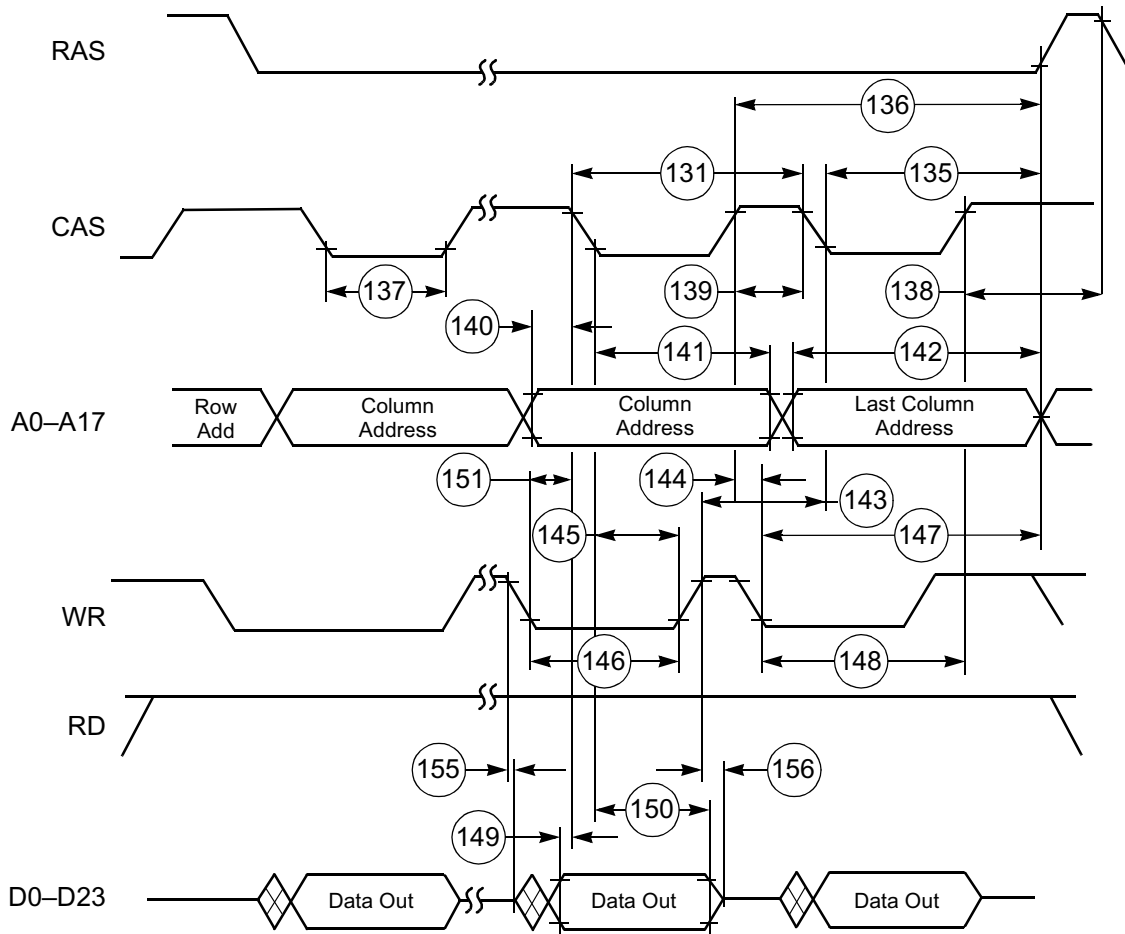 RAS
136
131
135
CAS
137
139
138
140
141
142
A0–A17
Row
Add
Column
Address
Column
Address
Last Column
Address
151
144
143
145
147
WR
146
148
RD
155
156
150
149
D0–D23
Data Out
Data Out
Data Out